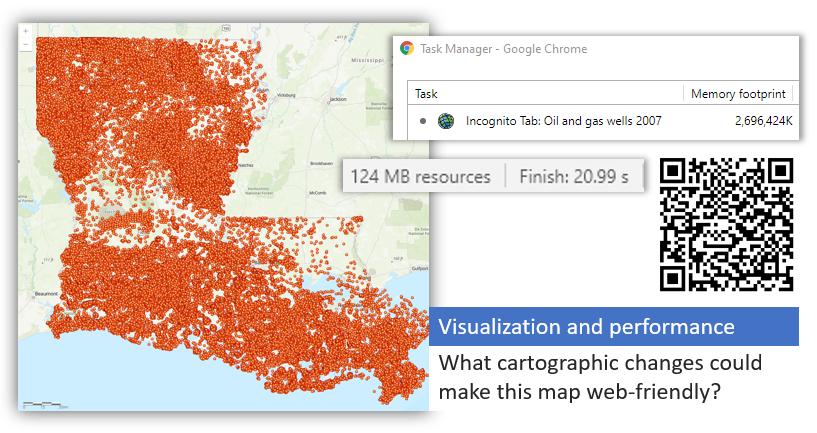 Task Manager - Google Chrome
Task Memory footprint
Incognito Tab: Oil and gas wells 2007 2,696,424K
124 MB resources Finish: 20.99 s
Mississippi
Vicksburg
Jackson
Natchez
Brookhaven
McComb
Gulfport
Beaumont
Visualization and performance
What cartographic changes could
make this map web-friendly?